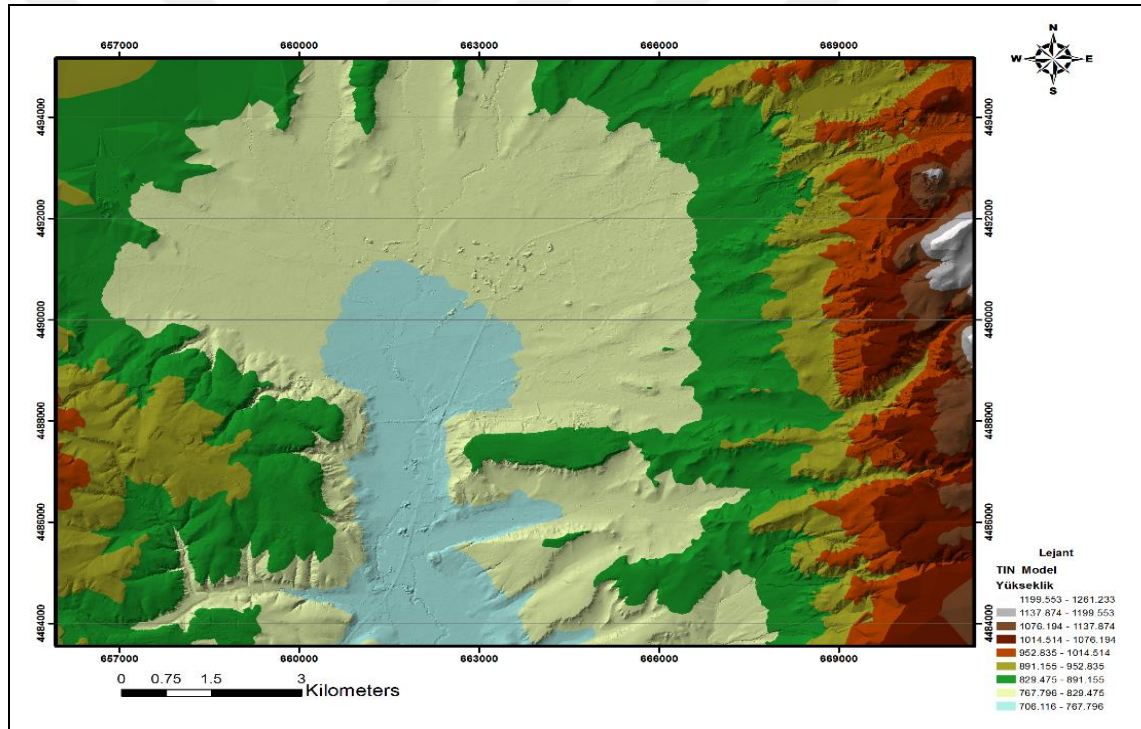 N
W E
S
657000 660000 663000 666000 669000
4494000 4494000
4492000 4492000
4490000 4490000
4488000 4488000
4486000 4486000
4484000 4484000
657000 660000 663000 666000 669000
0 0.75 1.5 3
Kilometers
Lejant
TIN Model
Yükseklik
1199.553 - 1261.233
1137.874 - 1199.553
1076.194 - 1137.874
1014.514 - 1076.194
952.835 - 1014.514
891.155 - 952.835
829.475 - 891.155
767.796 - 829.475
706.116 - 767.796